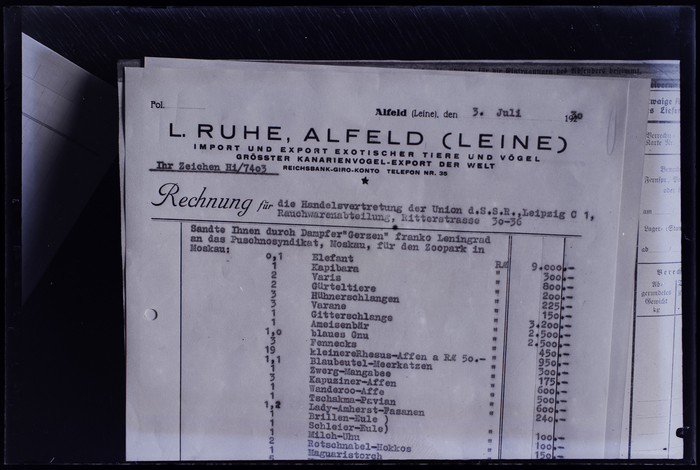 Fol.
Alfeld (Leine), den 3. Juli 1930
L. RUHE, ALFELD (LEINE)
IMPORT UND EXPORT EXOTISCHER TIERE UND VÖGEL
GRÖSSTER KANARIENVOGEL-EXPORT DER WELT
Ihr Zeichen Hi/7403 REICHSBANK-GIRO-KONTO TELEFON NR. 35
Rechnung für die Handelsvertretung der Union d.S.S.R., Leipzig C 1,
Rauchwarenabteilung, Ritterstrasse 30-36
Sandte Ihnen durch Dampfer "Gerzen" franko Leningrad
an das Puschnosyndikat, Moskau, für den Zoopark in
Moskau:
0,1 Elefant RM 9.000.-
1 Kapibara " 300.-
2 Varis " 800.-
2 Gürteltiere " 200.-
3 Hühnerschlangen " 225.-
3 Varane " 150.-
1 Gitterschlange " 3.200.-
1 Ameisenbär " 2.500.-
1,0 blaues Gnu " 2.500.-
3 Fennecks " 450.-
19 kleinere Rhesus-Affen a RM 50.- " 950.-
1,1 Blaubeutel-Meerkatzen " 300.-
1 Zwerg-Mangabee " 175.-
3 Kapuziner-Affen " 600.-
1 Wanderoo-Affe " 500.-
1 Tschakma-Pavian " 600.-
1,2 Lady-Amherst-Fasanen " 240.-
1 Brillen-Eule )
1 Schleier-Eule) " 100.-
1 Milch-Uhu " 100.-
2 Rotschnabel-Hokkos " 150.-
1 Maguaristorch